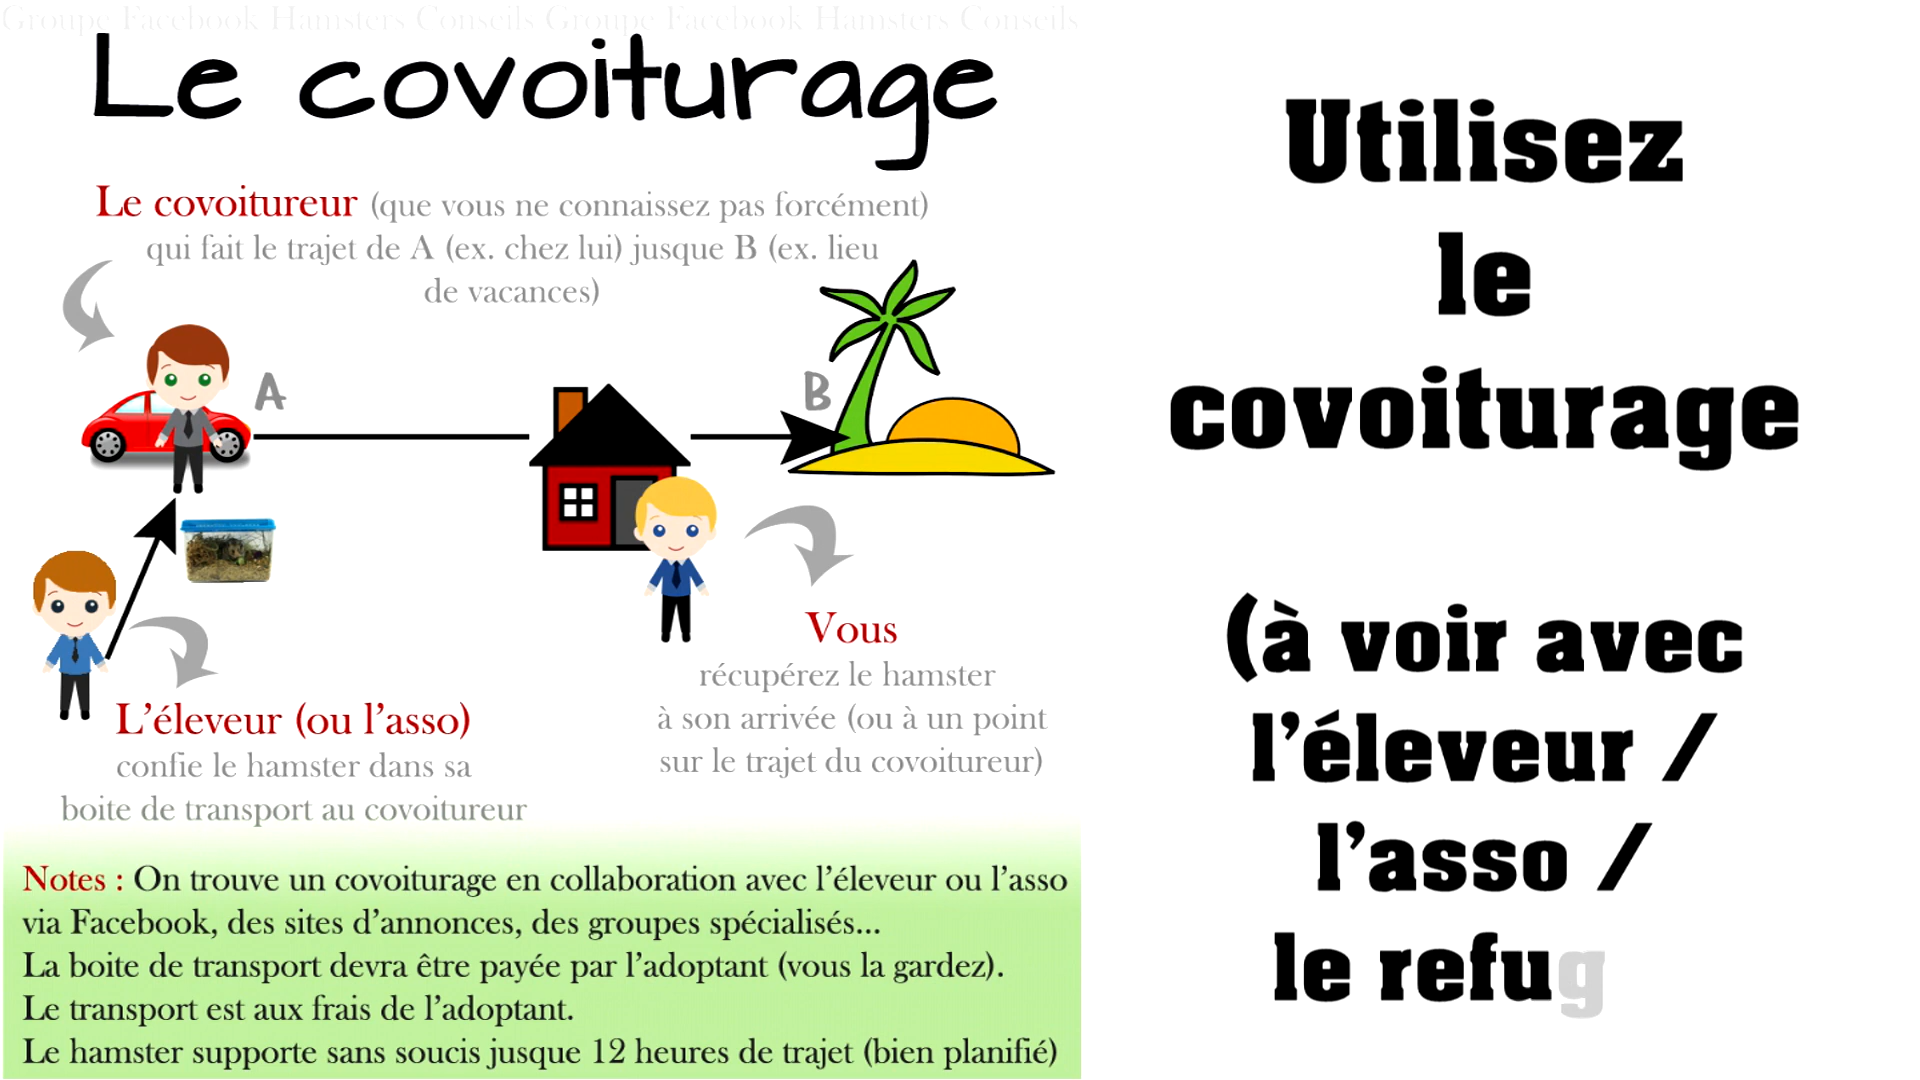 Groupe Facebook Hamsters Conseils Groupe Facebook Hamsters Conseils
Le covoiturage
Le covoitureur (que vous ne connaissez pas forcément)
qui fait le trajet de A (ex. chez lui) jusque B (ex. lieu
de vacances)
A
B
Vous
récupérez le hamster
à son arrivée (ou à un point
sur le trajet du covoitureur)
L'éleveur (ou l'asso)
confie le hamster dans sa
boite de transport au covoitureur
Notes : On trouve un covoiturage en collaboration avec l'éleveur ou l'asso
via Facebook, des sites d'annonces, des groupes spécialisés...
La boite de transport devra être payée par l'adoptant (vous la gardez).
Le transport est aux frais de l'adoptant.
Le hamster supporte sans soucis jusque 12 heures de trajet (bien planifié)
Utilisez
le
covoiturage
(à voir avec
l'éleveur /
l'asso /
le refug